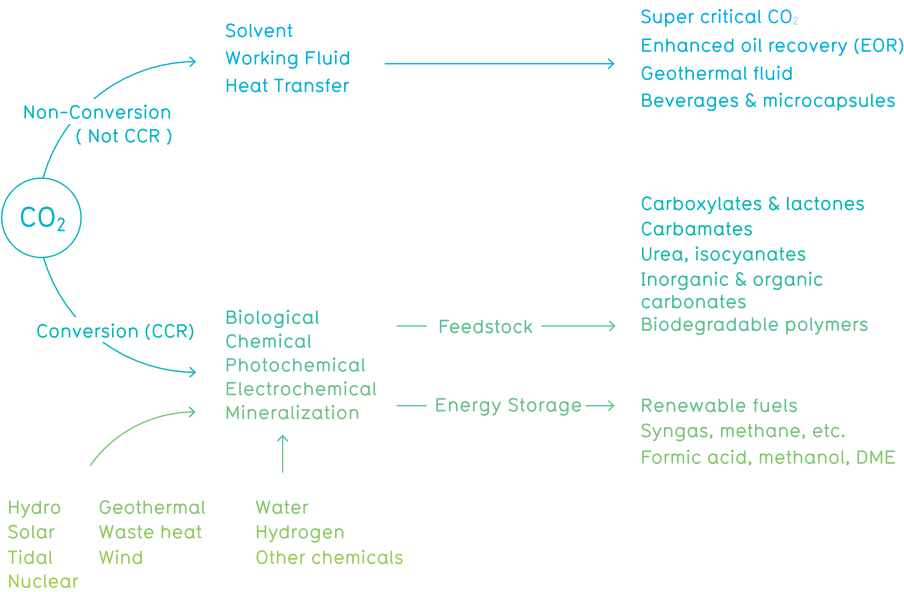 Solvent
Working Fluid
Heat Transfer
Super critical CO₂
Enhanced oil recovery (EOR)
Geothermal fluid
Beverages & microcapsules
Non-Conversion
( Not CCR )
CO₂
Conversion (CCR)
Biological
Chemical
Photochemical
Electrochemical
Mineralization
Feedstock
Carboxylates & lactones
Carbamates
Urea, isocyanates
Inorganic & organic
carbonates
Biodegradable polymers
Energy Storage
Renewable fuels
Syngas, methane, etc.
Formic acid, methanol, DME
Hydro
Solar
Tidal
Nuclear
Geothermal
Waste heat
Wind
Water
Hydrogen
Other chemicals